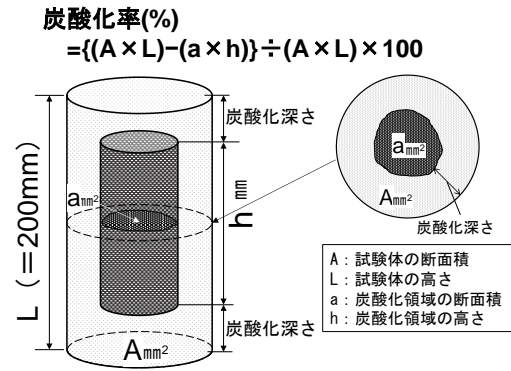 炭酸化率(%)
={(A×L)−(a×h)}÷(A×L)×100
炭酸化深さ
amm²
Amm²
炭酸化深さ
L（＝200mm）
amm²
h mm
炭酸化深さ
Amm²
A：試験体の断面積
L：試験体の高さ
a：炭酸化領域の断面積
h：炭酸化領域の高さ